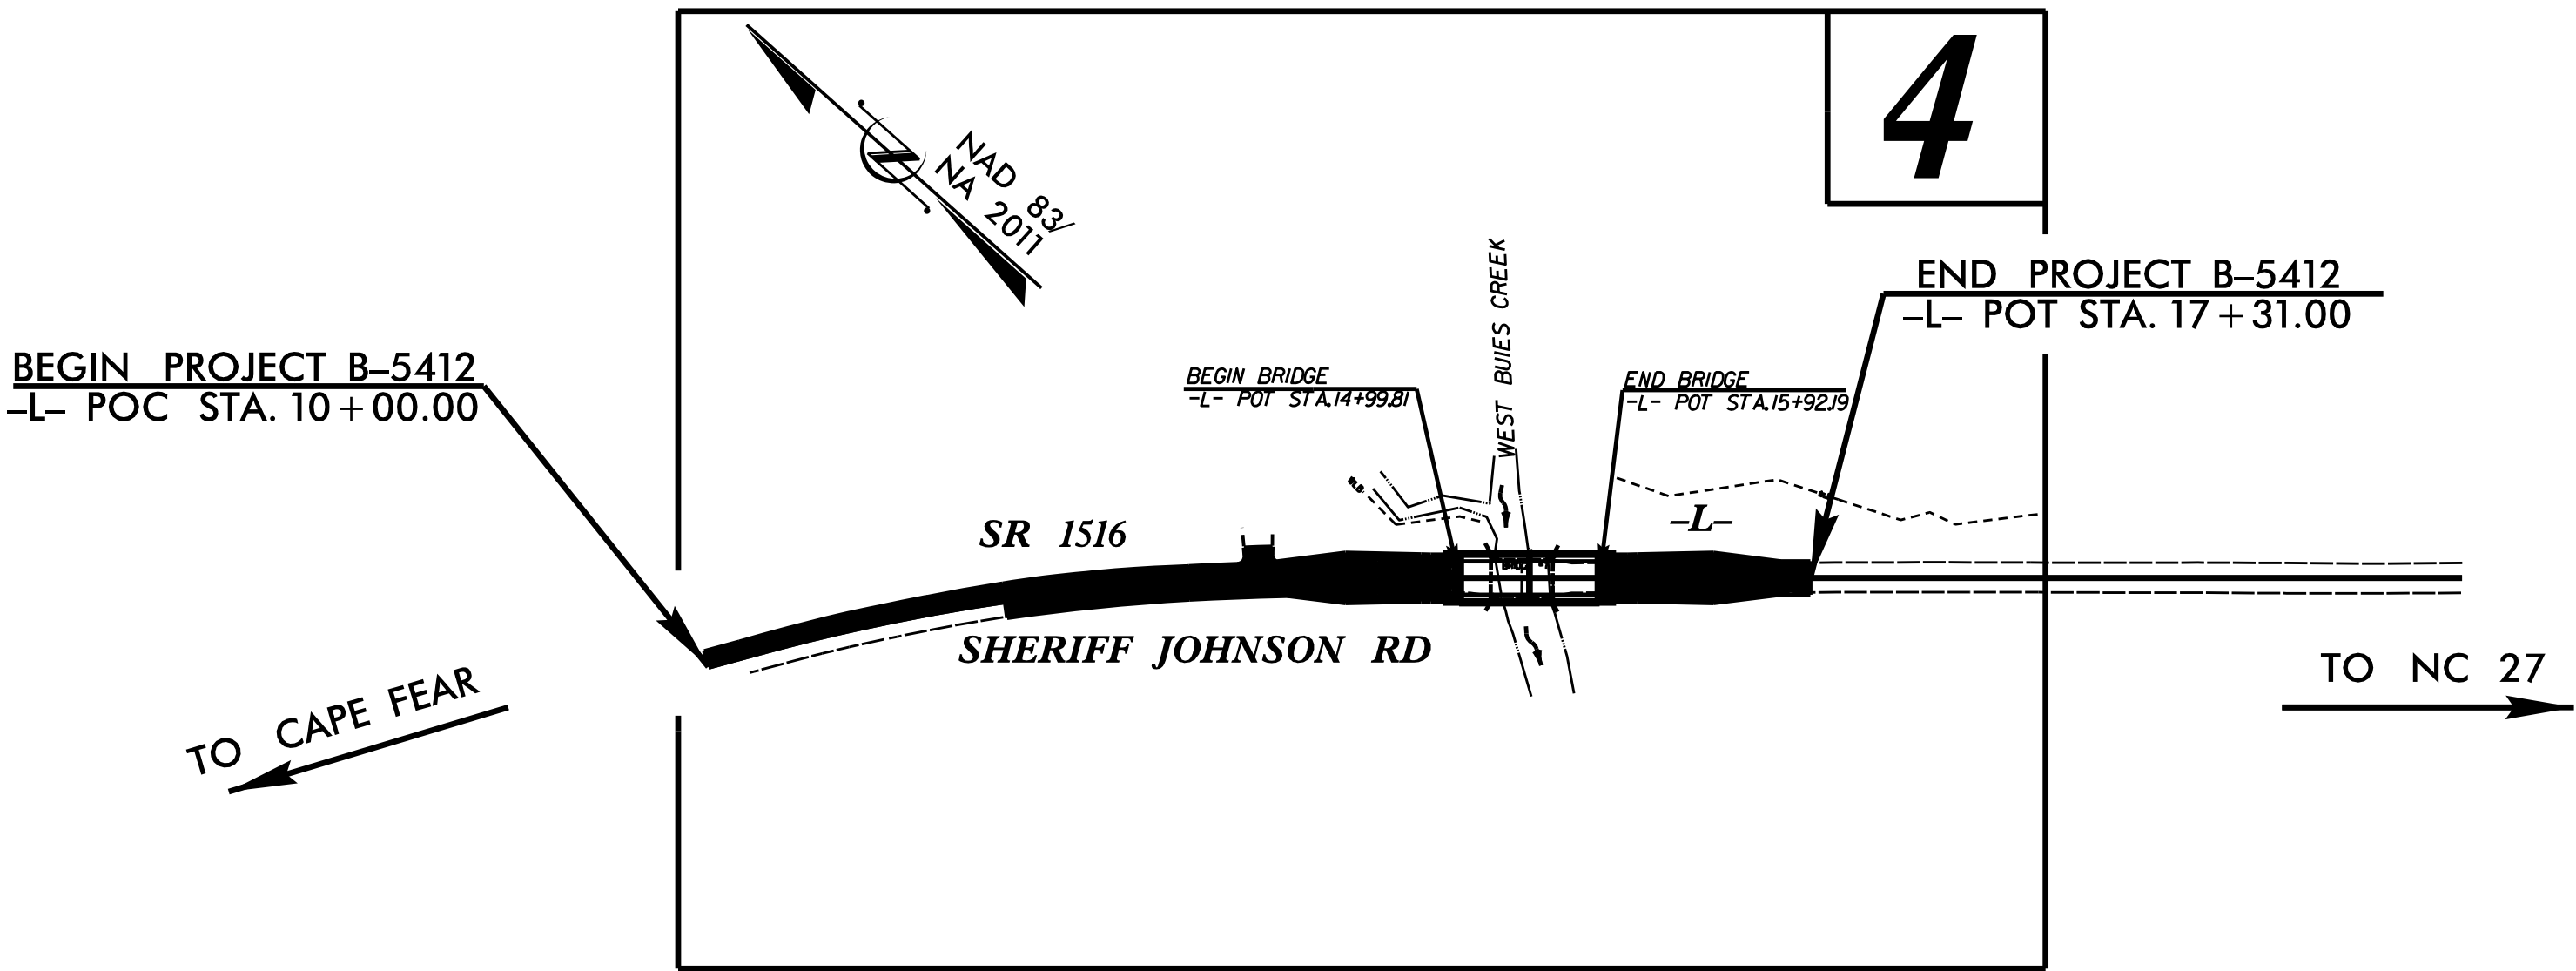 4
NAD 83/
NA 2011
WEST BUIES CREEK
END PROJECT B-5412
-L- POT STA. 17+31.00
BEGIN PROJECT B-5412
-L- POC STA. 10+00.00
BEGIN BRIDGE
-L- POT STA.14+99.81
END BRIDGE
-L- POT STA.15+92.19
SR 1516
-L-
SHERIFF JOHNSON RD
TO CAPE FEAR
TO NC 27